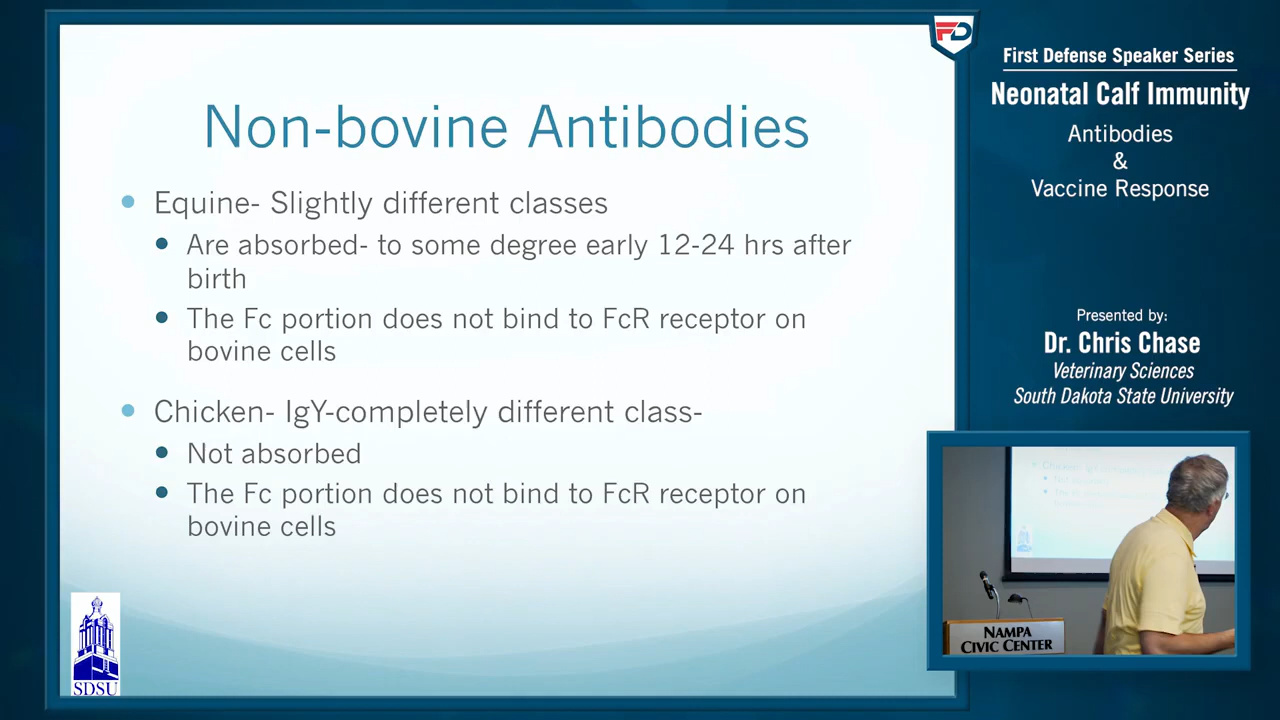 Non-bovine Antibodies
Equine- Slightly different classes
Are absorbed- to some degree early 12-24 hrs after
birth
The Fc portion does not bind to FcR receptor on
bovine cells
Chicken- IgY-completely different class-
Not absorbed
The Fc portion does not bind to FcR receptor on
bovine cells
SDSU
FD
First Defense Speaker Series
Neonatal Calf Immunity
Antibodies
&
Vaccine Response
Presented by:
Dr. Chris Chase
Veterinary Sciences
South Dakota State University
NAMPA
CIVIC CENTER